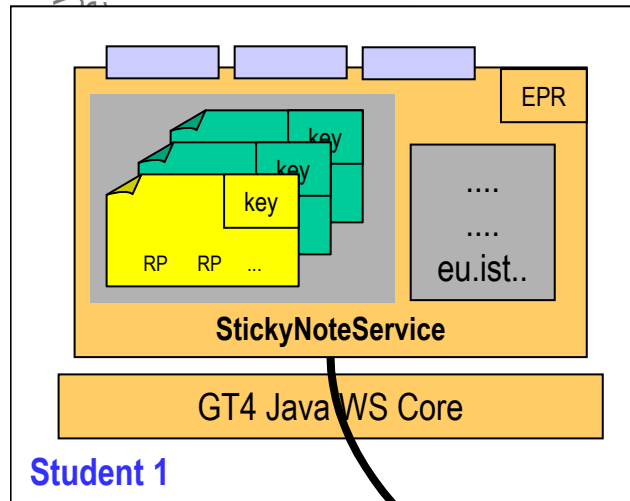 EPR
key
key
key
RP RP ...
....
....
eu.ist..
StickyNoteService
GT4 Java WS Core
Student 1